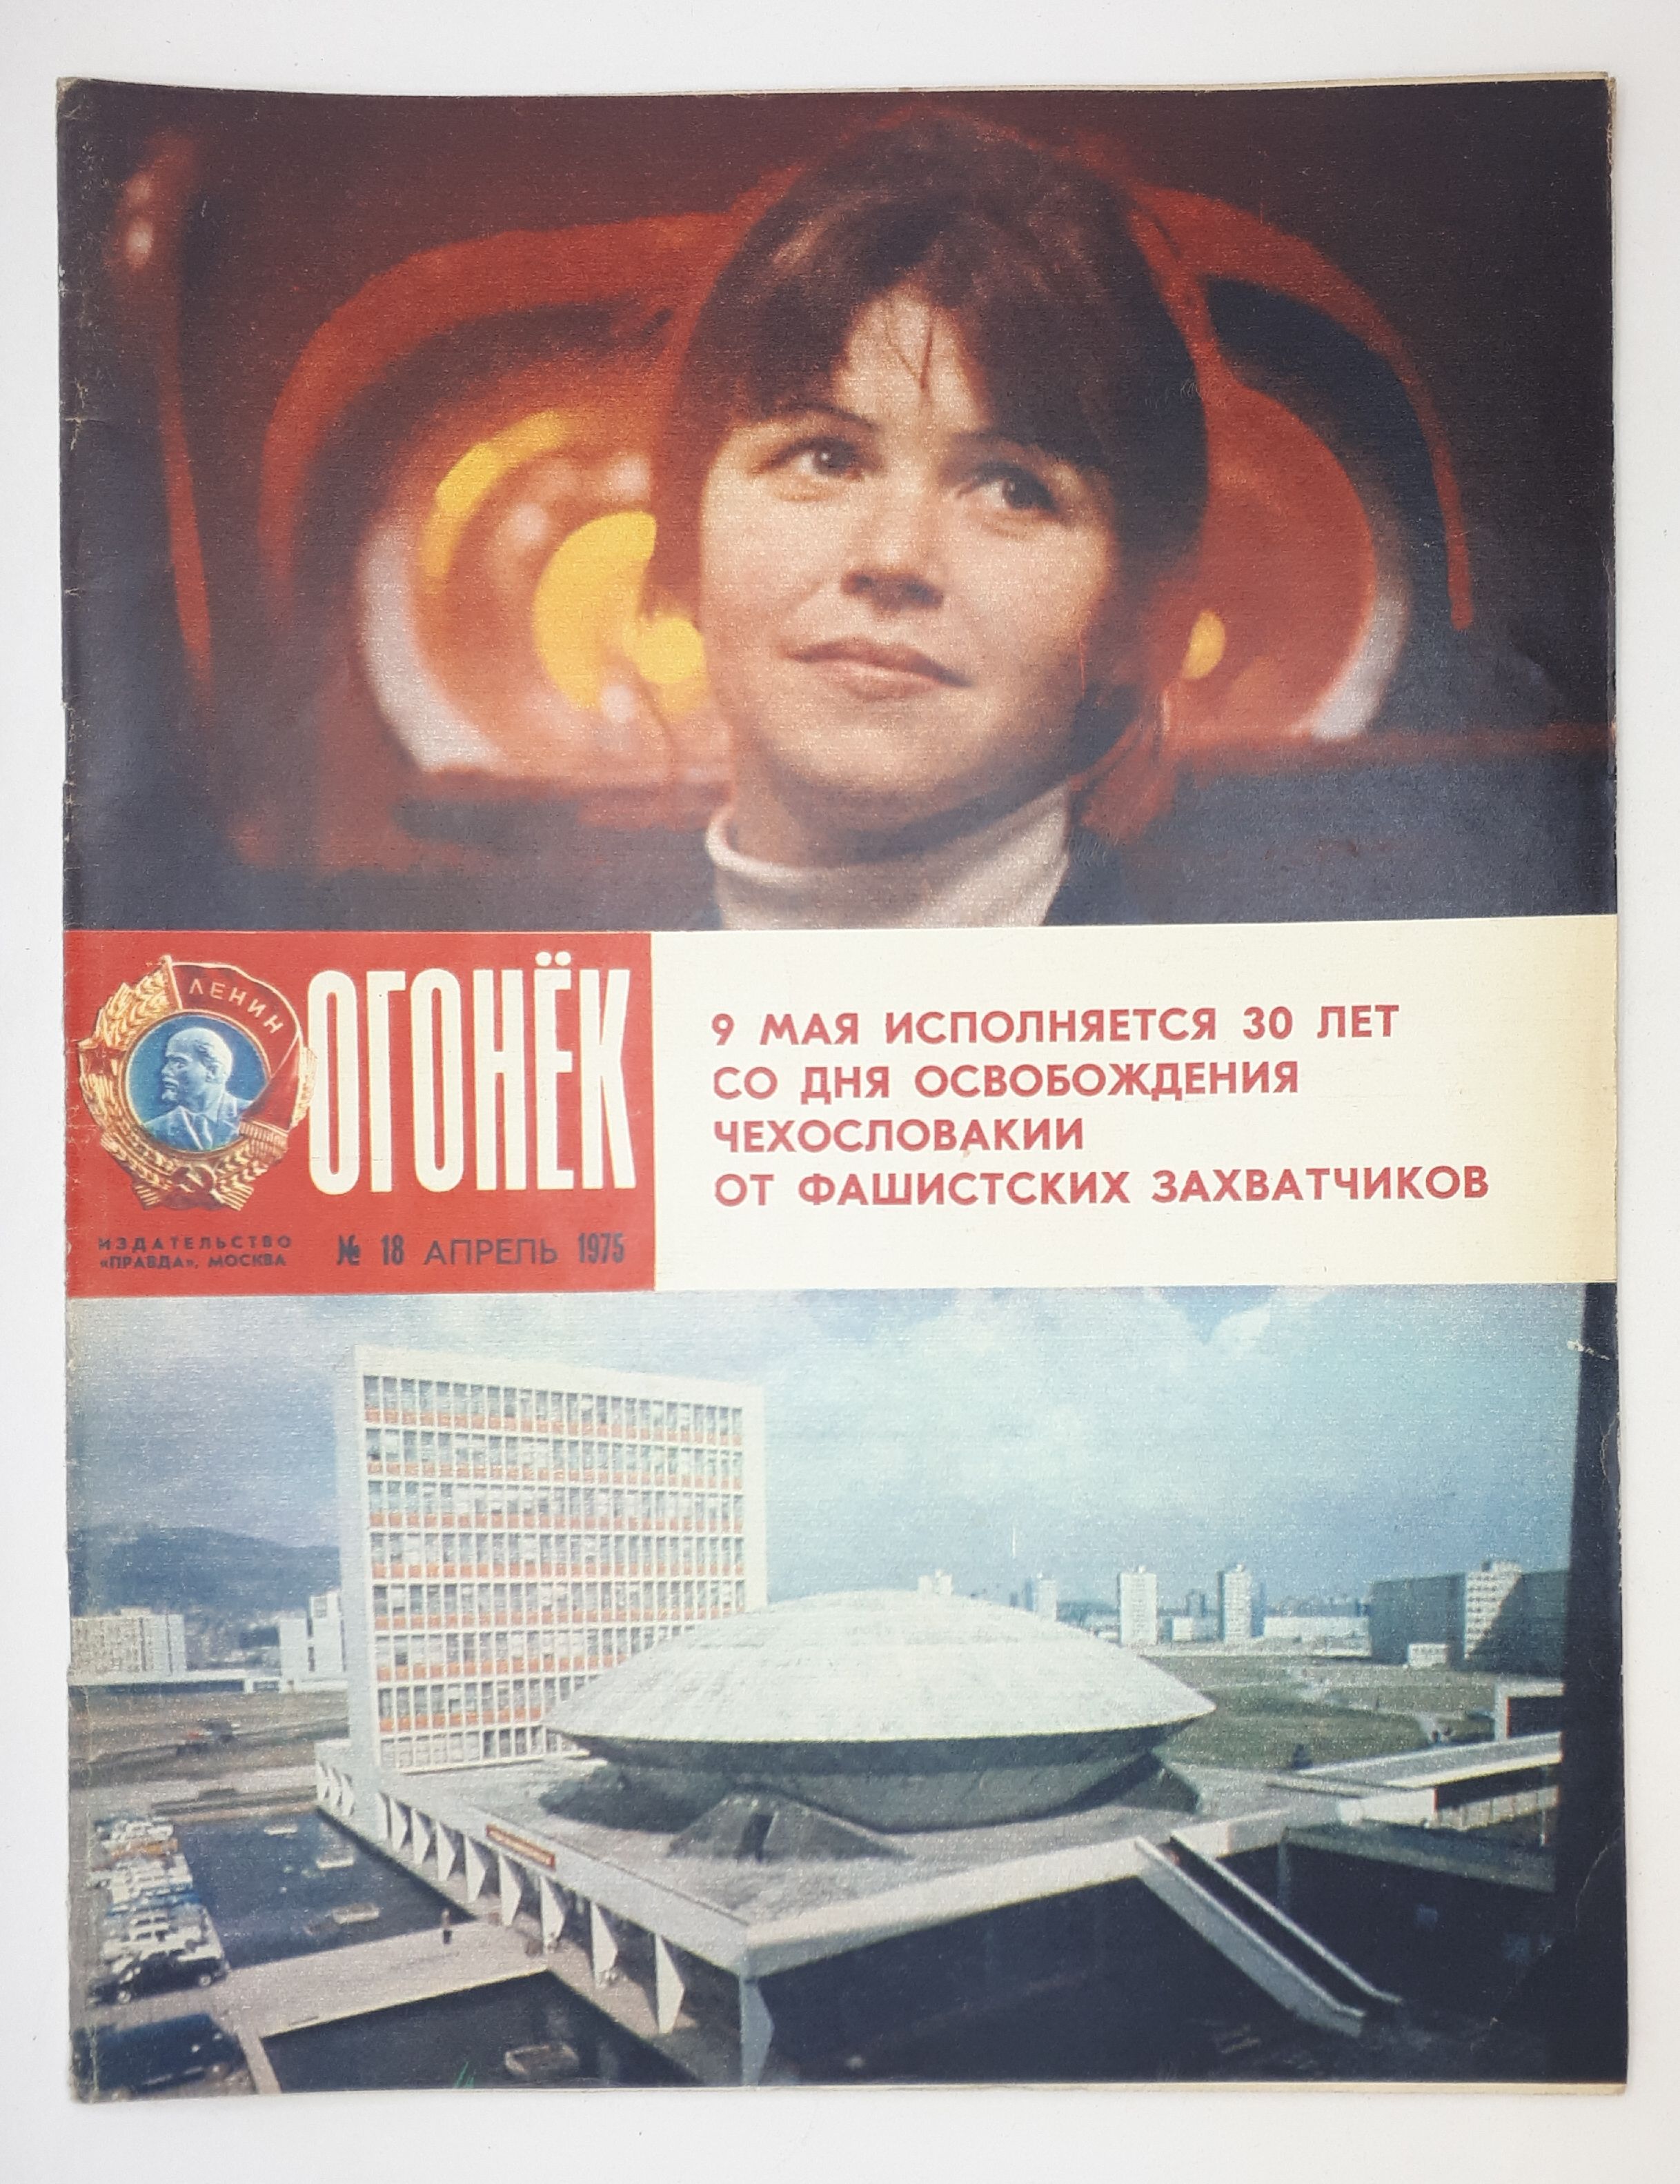 ЛЕНИН
ОГОНЁК
ИЗДАТЕЛЬСТВО
«ПРАВДА», МОСКВА
№ 18 АПРЕЛЬ 1975
9 МАЯ ИСПОЛНЯЕТСЯ 30 ЛЕТ
СО ДНЯ ОСВОБОЖДЕНИЯ
ЧЕХОСЛОВАКИИ
ОТ ФАШИСТСКИХ ЗАХВАТЧИКОВ